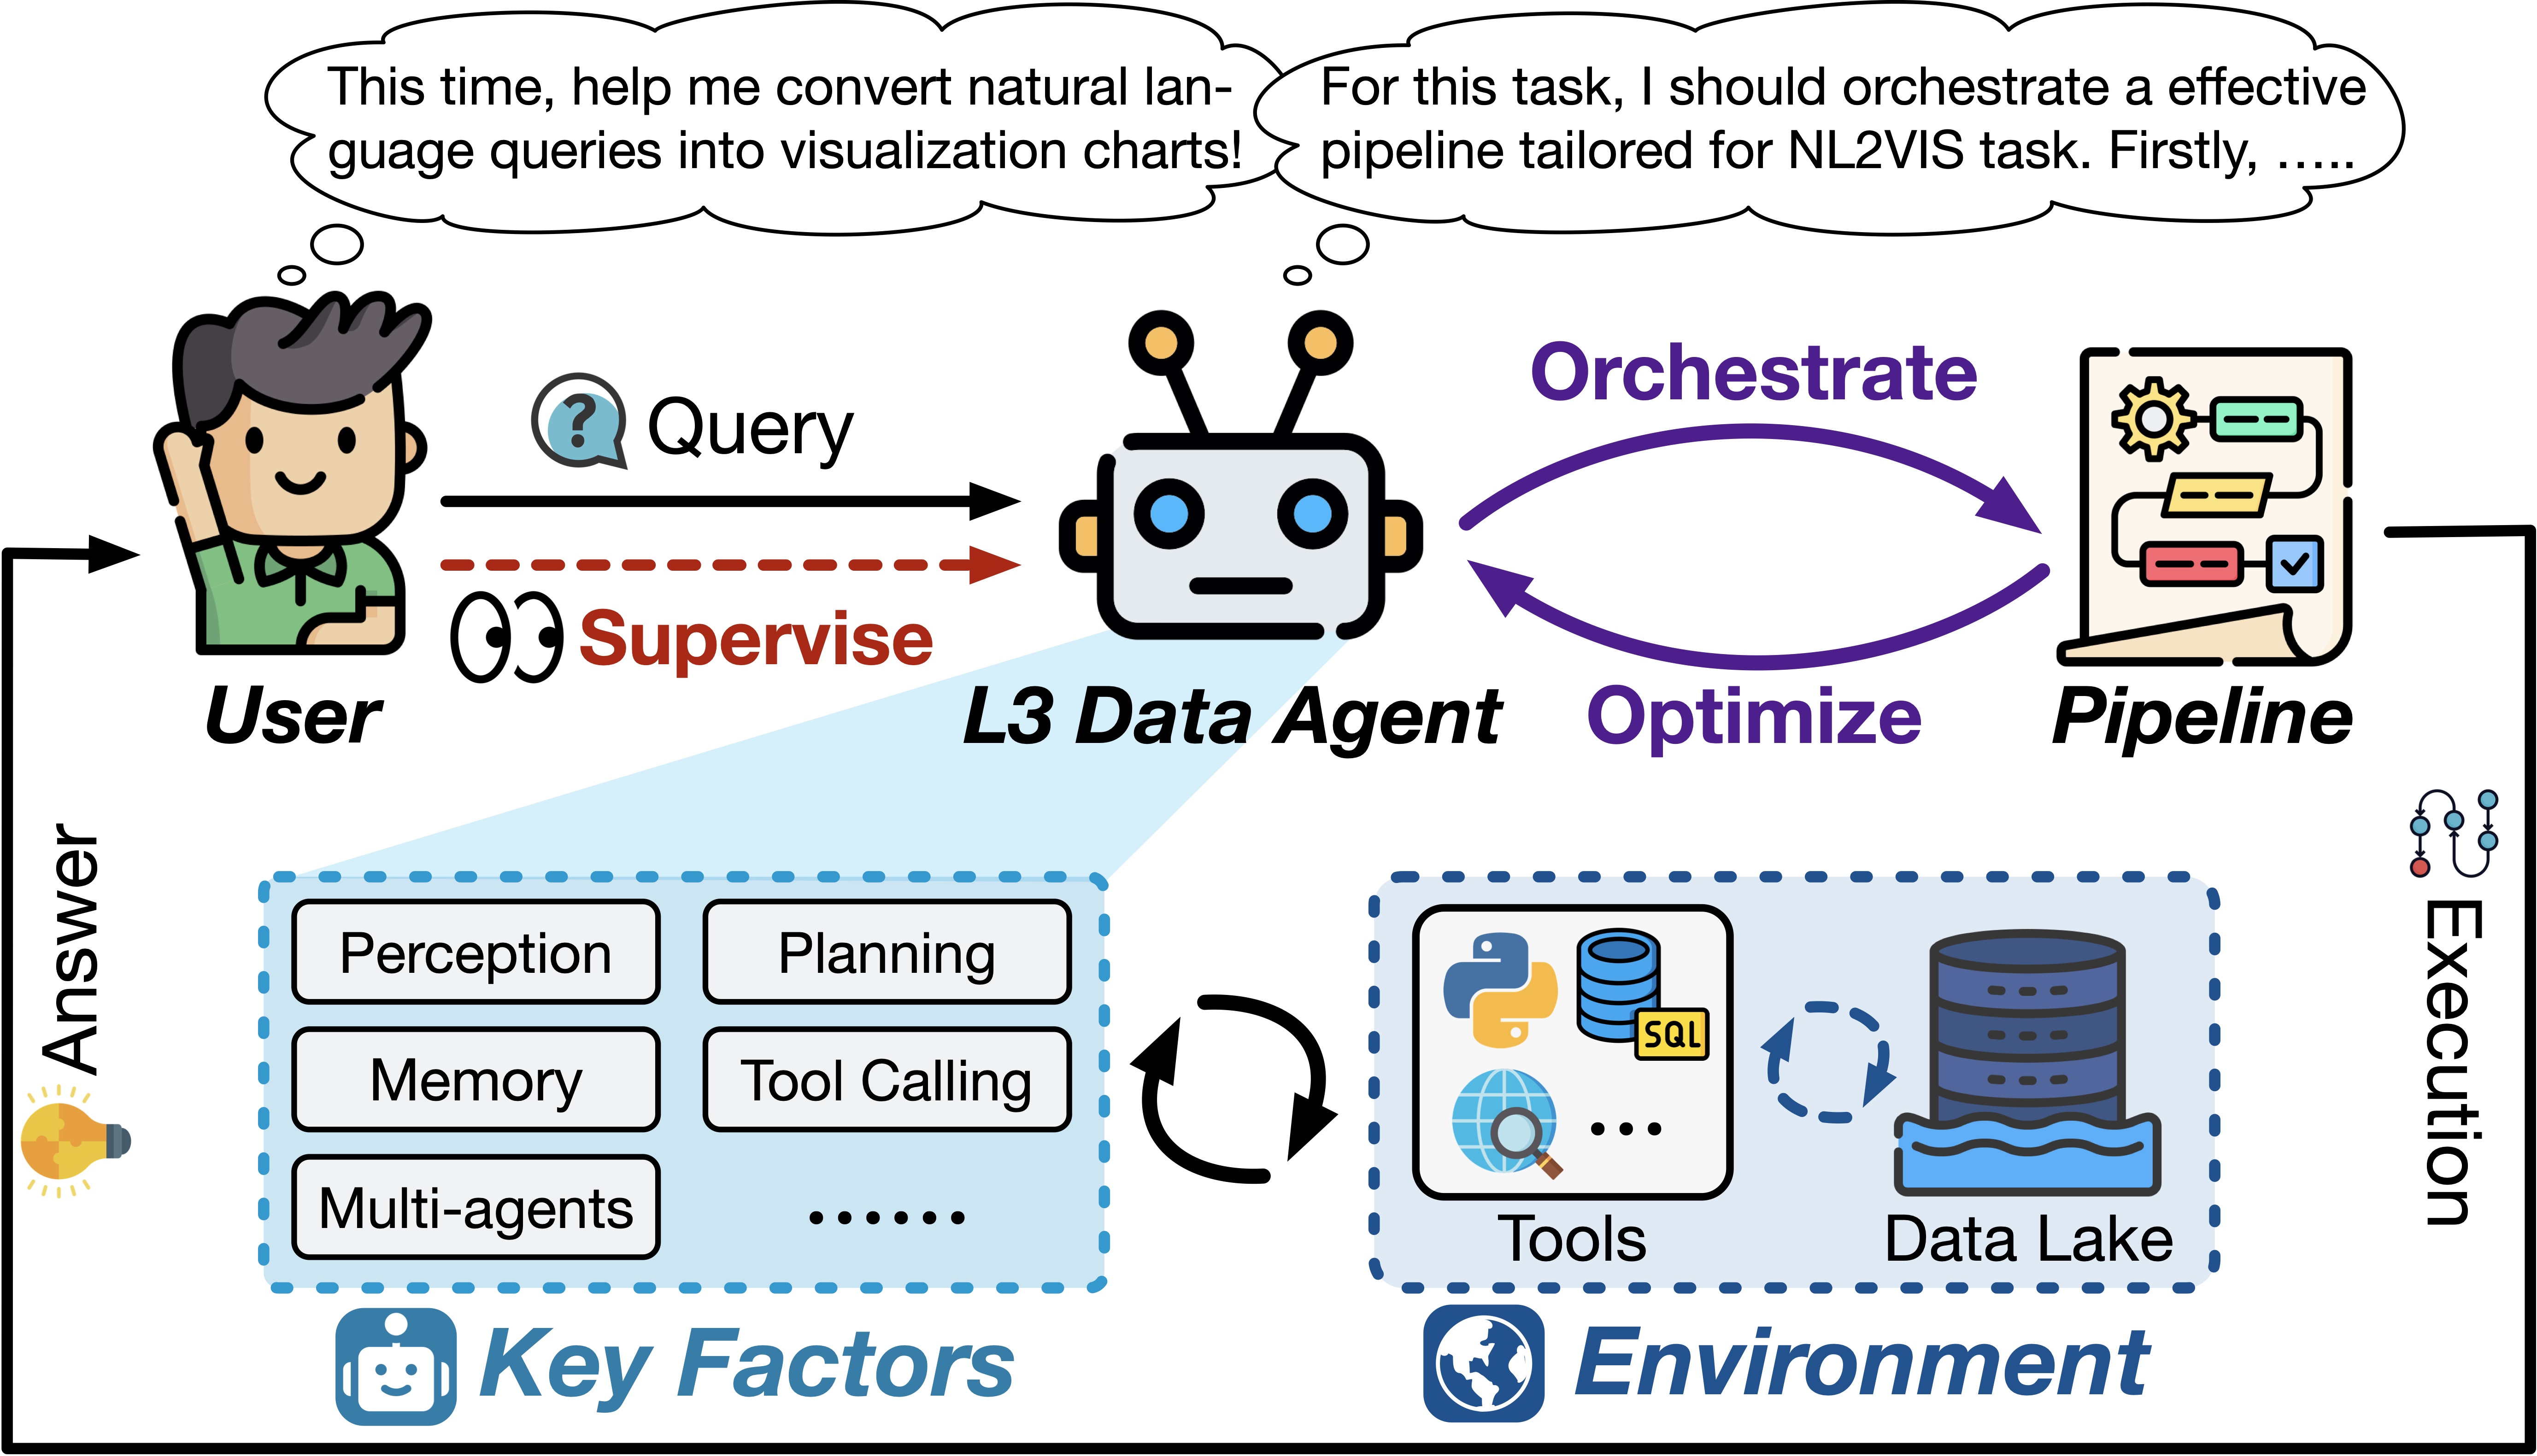 This time, help me convert natural lan-
guage queries into visualization charts!
For this task, I should orchestrate a effective
pipeline tailored for NL2VIS task. Firstly, .....
? Query
Supervise
Orchestrate
Optimize
User
L3 Data Agent
Pipeline
Answer
Perception
Planning
Memory
Tool Calling
Multi-agents
......
Key Factors
SQL
...
Tools
Data Lake
Environment
Execution